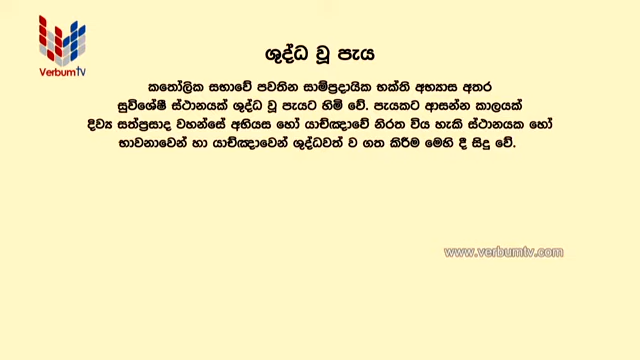 VerbumTV
ශුද්ධ වූ පැය
කතෝලික සභාවේ පවතින සාම්ප්‍රදායික භක්ති අභ්‍යාස අතර
සුවිශේෂී ස්ථානයක් ශුද්ධ වූ පැයට හිමි වේ. පැයකට ආසන්න කාලයක්
දිව්‍ය සත්ප්‍රසාද වහන්සේ අභියස හෝ යාච්ඤාවේ නිරත විය හැකි ස්ථානයක හෝ
භාවනාවෙන් හා යාච්ඤාවෙන් ශුද්ධවත් ව ගත කිරීම මෙහි දී සිදු වේ.
www.verbumtv.com